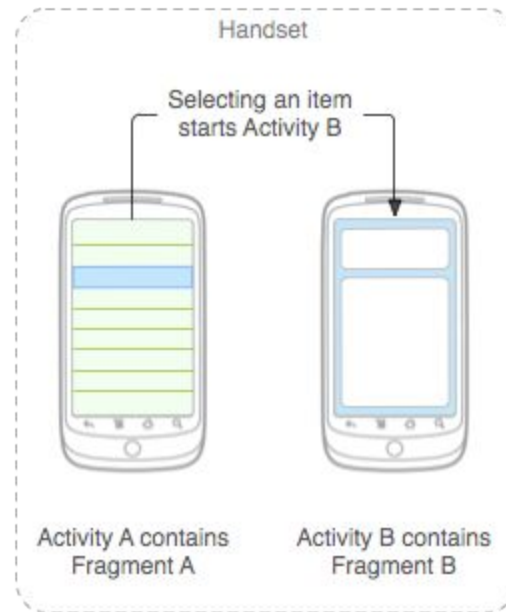 Handset
Selecting an item
starts Activity B
Activity A contains
Fragment A
Activity B contains
Fragment B